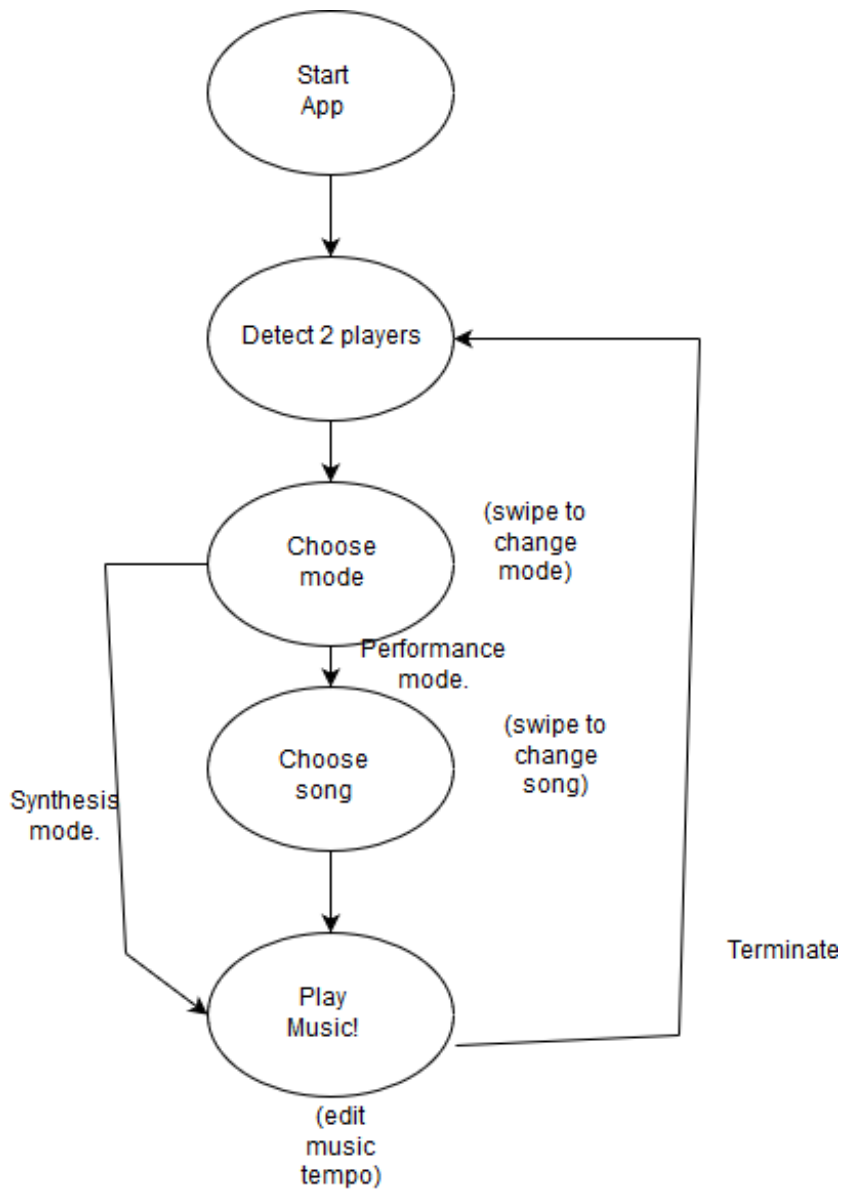 Start
App
Detect 2 players
Choose
mode
(swipe to
change
mode)
Performance
mode.
Choose
song
(swipe to
change
song)
Synthesis
mode.
Play
Music!
Terminate
(edit
music
tempo)